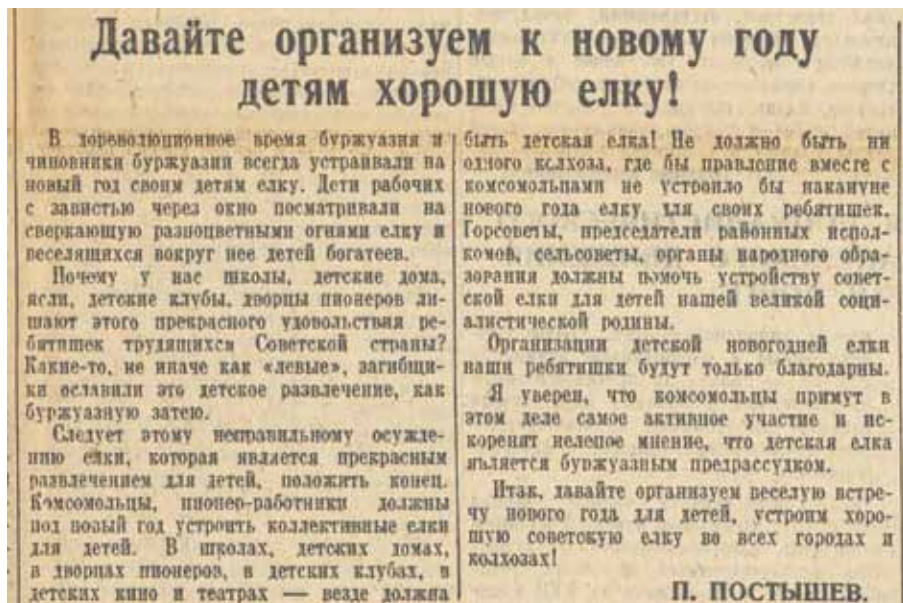 Давайте организуем к новому году
детям хорошую елку!
В дореволюционное время буржуазия и
чиновники буржуазии всегда устраивали на
новый год своим детям елку. Дети рабочих
с завистью через окно посматривали на
сверкающую разноцветными огнями елку и
веселящихся вокруг нее детей богатеев.
Почему у нас школы, детские дома,
ясли, детские клубы, дворцы пионеров ли-
шают этого прекрасного удовольствия ре-
бятишек трудящихся Советской страны?
Какие-то, не иначе как «левые», загибщи-
ки ославили это детское развлечение, как
буржуазную затею.
Следует этому неправильному осужде-
нию елки, которая является прекрасным
развлечением для детей, положить конец.
Комсомольцы, пионер-работники должны
под новый год устроить коллективные елки
для детей. В школах, детских домах,
в дворцах пионеров, в детских клубах, в
детских кино и театрах — везде должна
быть детская елка! Не должно быть ни
одного колхоза, где бы правление вместе с
комсомольцами не устроило бы накануне
нового года елку для своих ребятишек.
Горсоветы, председатели районных испол-
комов, сельсоветы, органы народного обра-
зования должны помочь устройству совет-
ской елки для детей нашей великой соци-
алистической родины.
Организации детской новогодней елки
наши ребятишки будут только благодарны.
Я уверен, что комсомольцы примут в
этом деле самое активное участие и ис-
коренят нелепое мнение, что детская елка
является буржуазным предрассудком.
Итак, давайте организуем веселую встре-
чу нового года для детей, устроим хоро-
шую советскую елку во всех городах и
колхозах!
П. ПОСТЫШЕВ.